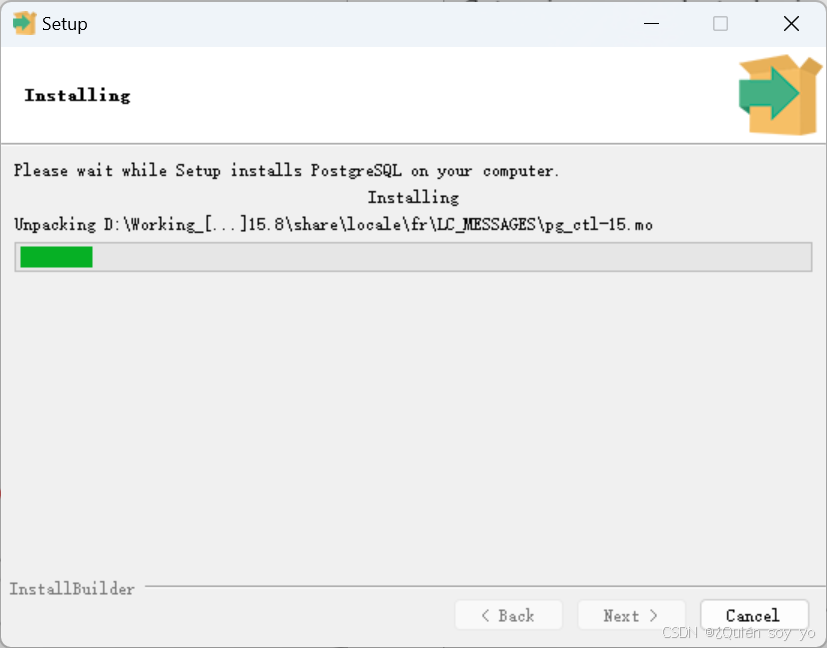 Setup
Installing
Please wait while Setup installs PostgreSQL on your computer.
Installing
Unpacking D:\Working_[...]15.8\share\locale\fr\LC_MESSAGES\pg_ctl-15.mo
InstallBuilder
< Back
Next >
Cancel
CSDN @¿Quién soy yo